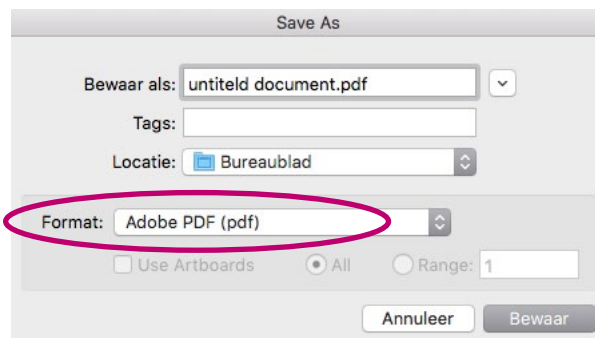 Save As
Bewaar als: untiteld document.pdf
Tags:
Locatie: Bureaublad
Format: Adobe PDF (pdf)
Use Artboards All Range: 1
Annuleer Bewaar